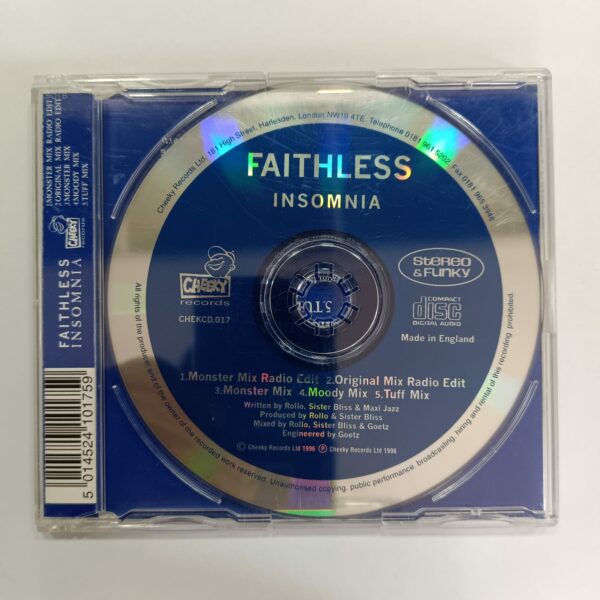 1.MONSTER MIX RADIO EDIT
2.ORIGINAL MIX RADIO EDIT
3.MONSTER MIX
4.MOODY MIX
5.TUFF MIX
CHEEKY
records
FAITHLESS
INSOMNIA
5 014524 101759
Cheeky Records Ltd, 181 High Street, Harlesden, London NW10 4TE. Telephone 0181 961 5202. Fax 0181 965 3948
FAITHLESS
INSOMNIA
CHEEKY
records
CHEKCD.017
STEREO
& FUNKY
COMPACT
disc
DIGITAL AUDIO
Made in England
5.TU
1.Monster Mix Radio Edit 2.Original Mix Radio Edit
3.Monster Mix 4.Moody Mix 5.Tuff Mix
Written by Rollo, Sister Bliss & Maxi Jazz
Produced by Rollo & Sister Bliss
Mixed by Rollo, Sister Bliss & Goetz
Engineered by Goetz
© Cheeky Records Ltd 1996 ℗ Cheeky Records Ltd 1996
All rights of the producer and of the owner of the recorded work reserved. Unauthorised copying, public performance, broadcasting, hiring and rental of this recording prohibited.